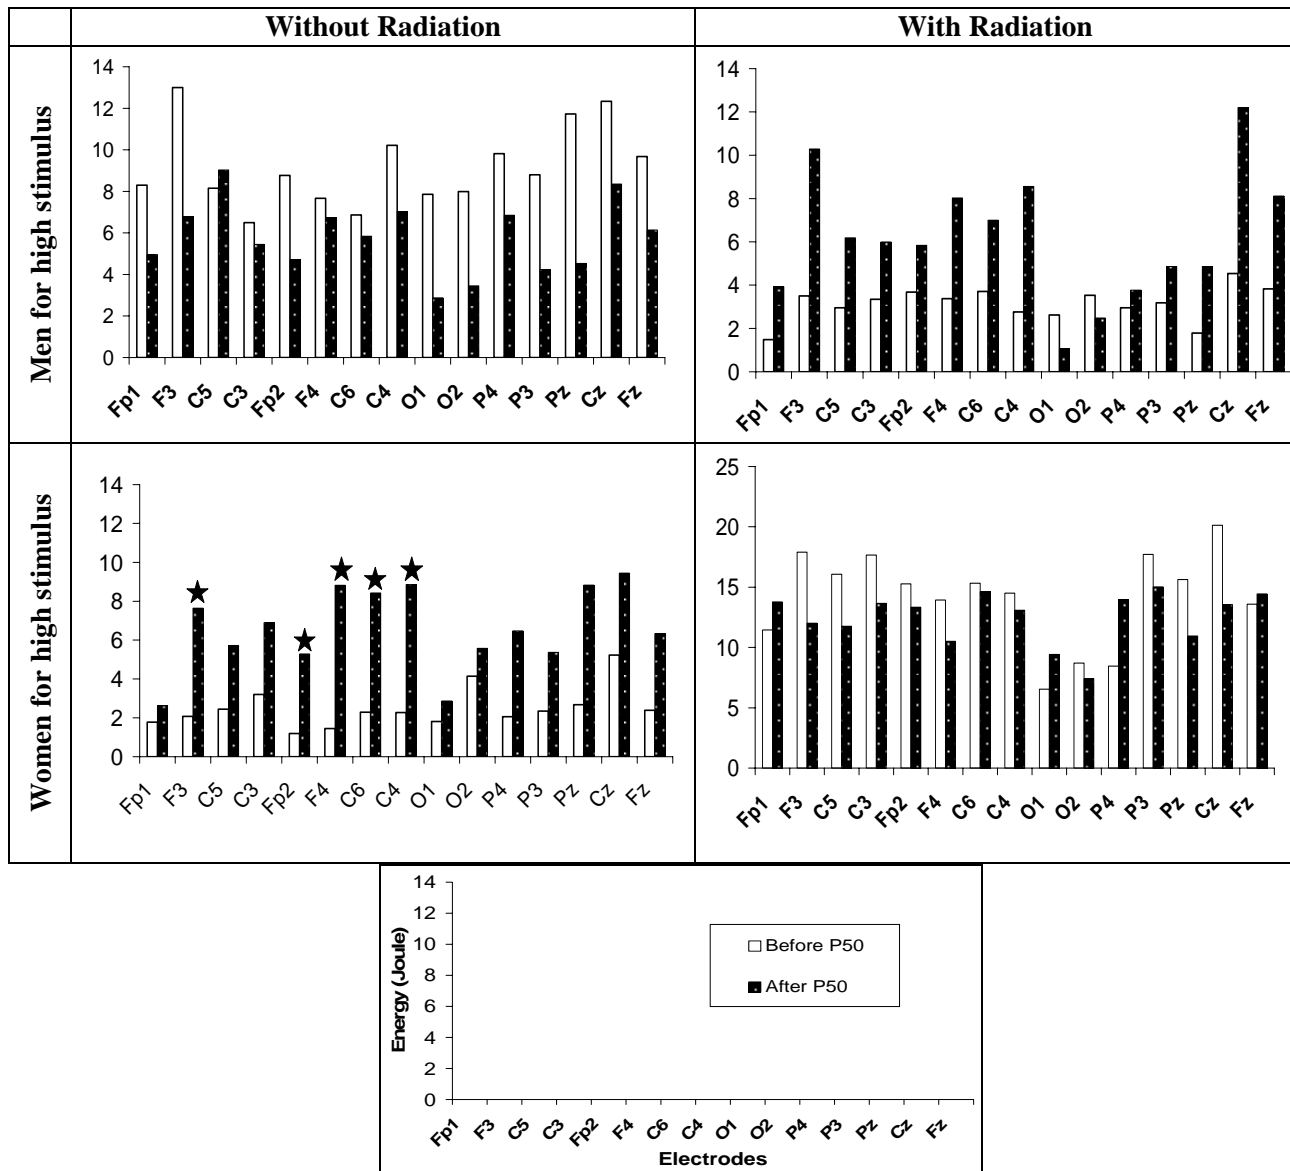 Without Radiation
With Radiation
Men for high stimulus
14
12
10
8
6
4
2
0
Fp1 F3 C5 C3 Fp2 F4 C6 C4 O1 O2 P4 P3 Pz Cz Fz
14
12
10
8
6
4
2
0
Fp1 F3 C5 C3 Fp2 F4 C6 C4 O1 O2 P4 P3 Pz Cz Fz
Women for high stimulus
14
12
10
8
6
4
2
0
Fp1 F3 C5 C3 Fp2 F4 C6 C4 O1 O2 P4 P3 Pz Cz Fz
25
20
15
10
5
0
Fp1 F3 C5 C3 Fp2 F4 C6 C4 O1 O2 P4 P3 Pz Cz Fz
Energy (Joule)
14
12
10
8
6
4
2
0
Before P50
After P50
Fp1 F3 C5 C3 Fp2 F4 C6 C4 O1 O2 P4 P3 Pz Cz Fz
Electrodes